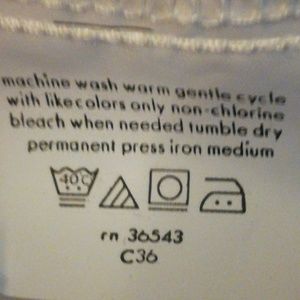 machine wash warm gentle cycle
with likecolors only non-chlorine
bleach when needed tumble dry
permanent press iron medium
40C
rn 36543
C36